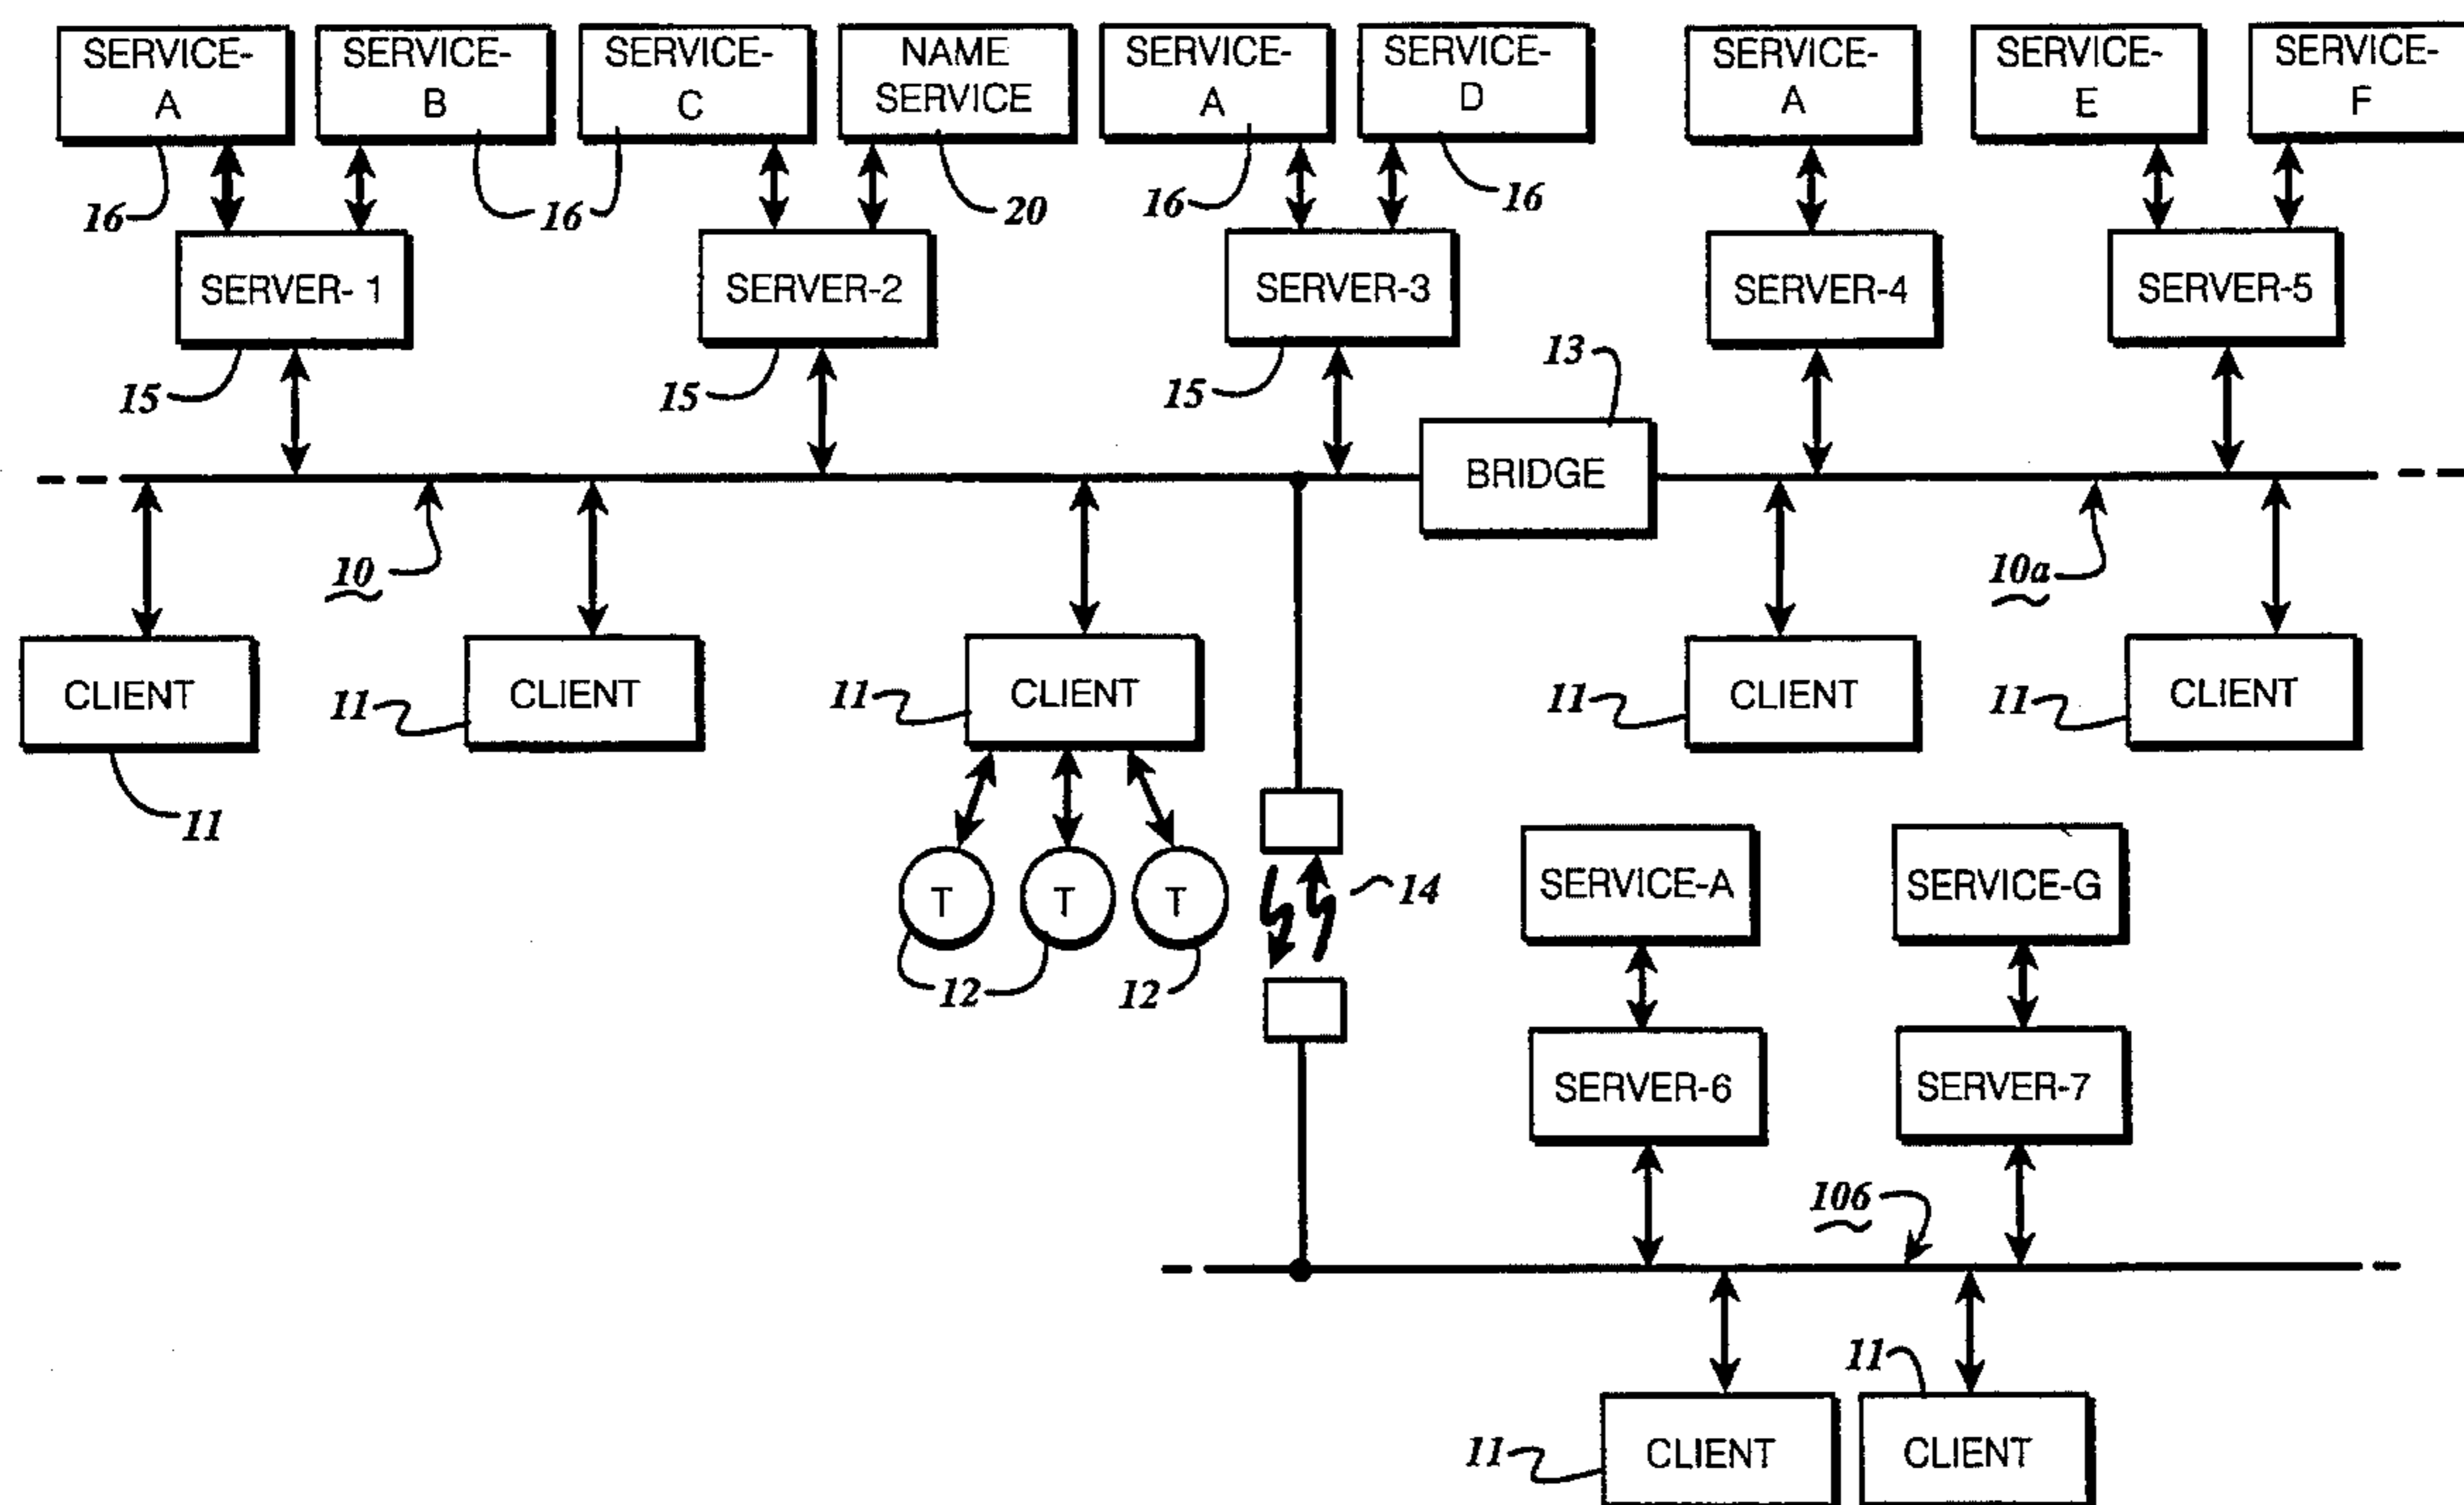 SERVICE-
A
SERVICE-
B
SERVICE-
C
NAME
SERVICE
SERVICE-
A
SERVICE-
D
SERVICE-
A
SERVICE-
E
SERVICE-
F
16
16
20
16
16
SERVER- 1
SERVER-2
SERVER-3
SERVER-4
SERVER-5
15
15
15
13
BRIDGE
10
10a
CLIENT
11
CLIENT
11
CLIENT
11
CLIENT
11
CLIENT
11
T
T
T
12
12
14
SERVICE-A
SERVICE-G
SERVER-6
SERVER-7
106
11
11
CLIENT
CLIENT